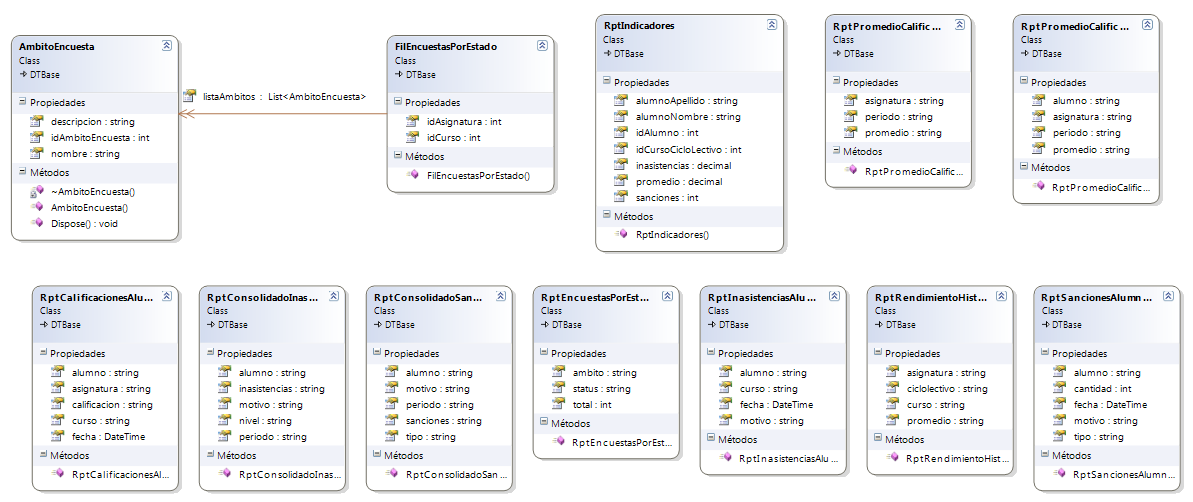 AmbitoEncuesta
Class
DTBase
Propiedades
descripcion : string
idAmbitoEncuesta : int
nombre : string
Métodos
~AmbitoEncuesta()
AmbitoEncuesta()
Dispose() : void
listaAmbitos : List<AmbitoEncuesta>
FilEncuestasPorEstado
Class
DTBase
Propiedades
idAsignatura : int
idCurso : int
Métodos
FilEncuestasPorEstado()
RptIndicadores
Class
DTBase
Propiedades
alumnoApellido : string
alumnoNombre : string
idAlumno : int
idCursoCicloLectivo : int
inasistencias : decimal
promedio : decimal
sanciones : int
Métodos
RptIndicadores()
RptPromedioCalific...
Class
DTBase
Propiedades
asignatura : string
periodo : string
promedio : string
Métodos
RptPromedioCalific...
RptPromedioCalific...
Class
DTBase
Propiedades
alumno : string
asignatura : string
periodo : string
promedio : string
Métodos
RptPromedioCalific...
RptCalificacionesAlu...
Class
DTBase
Propiedades
alumno : string
asignatura : string
calificacion : string
curso : string
fecha : DateTime
Métodos
RptCalificacionesAl...
RptConsolidadoInas...
Class
DTBase
Propiedades
alumno : string
inasistencias : string
motivo : string
nivel : string
periodo : string
Métodos
RptConsolidadoInas...
RptConsolidadoSan...
Class
DTBase
Propiedades
alumno : string
motivo : string
periodo : string
sanciones : string
tipo : string
Métodos
RptConsolidadoSan...
RptEncuestasPorEst...
Class
DTBase
Propiedades
ambito : string
status : string
total : int
Métodos
RptEncuestasPorEst...
RptInasistenciasAlu...
Class
DTBase
Propiedades
alumno : string
curso : string
fecha : DateTime
motivo : string
Métodos
RptInasistenciasAlu...
RptRendimientoHist...
Class
DTBase
Propiedades
asignatura : string
ciclolectivo : string
curso : string
promedio : string
Métodos
RptRendimientoHist...
RptSancionesAlumn...
Class
DTBase
Propiedades
alumno : string
cantidad : int
fecha : DateTime
motivo : string
tipo : string
Métodos
RptSancionesAlumn...